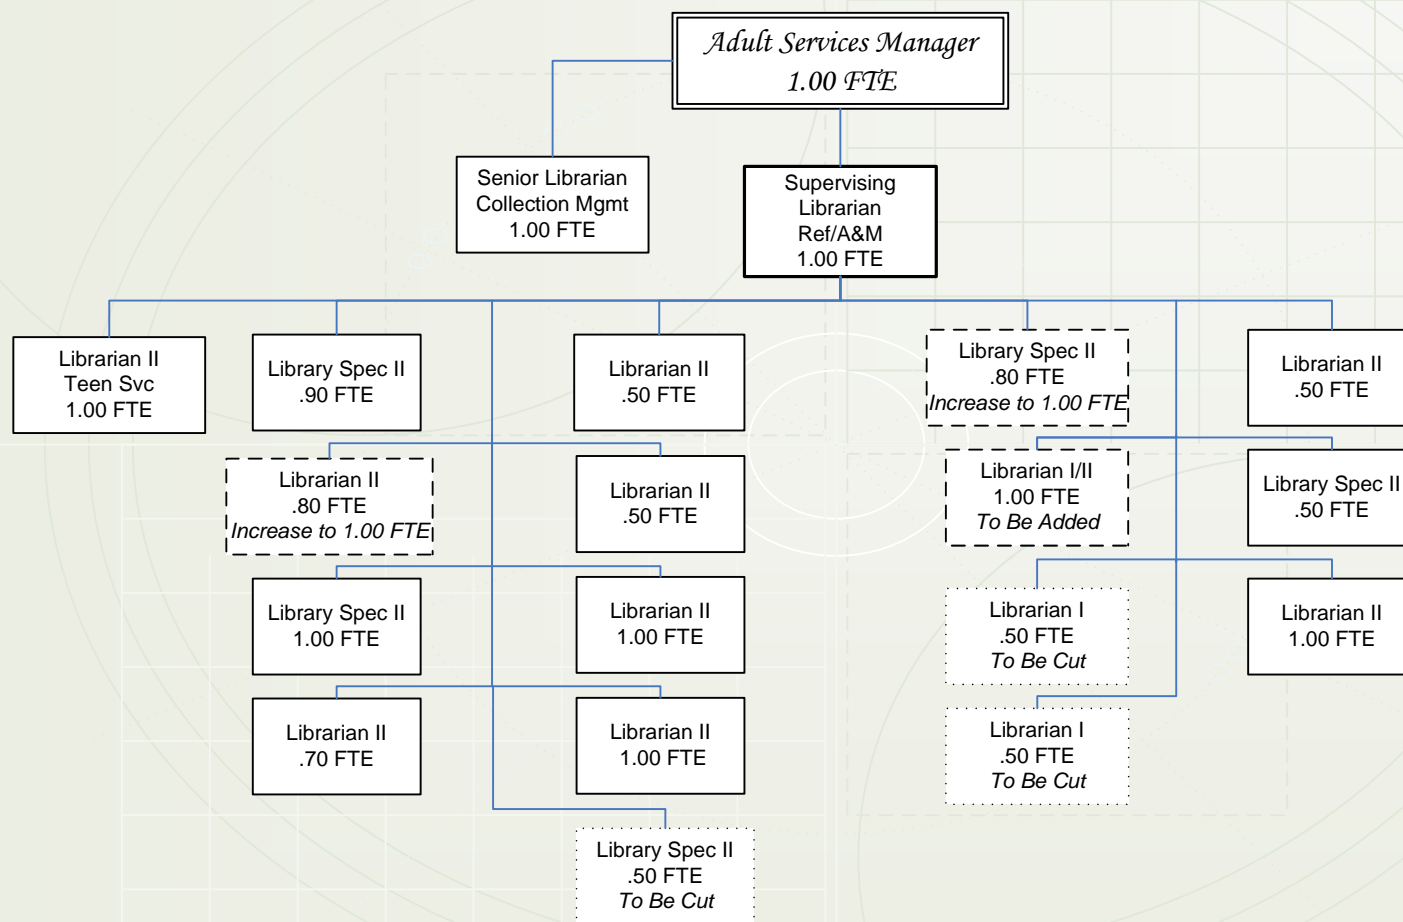 Adult Services Manager
1.00 FTE
Senior Librarian
Collection Mgmt
1.00 FTE
Supervising
Librarian
Ref/A&M
1.00 FTE
Librarian II
Teen Svc
1.00 FTE
Library Spec II
.90 FTE
Librarian II
.50 FTE
Library Spec II
.80 FTE
Increase to 1.00 FTE
Librarian II
.50 FTE
Librarian II
.80 FTE
Increase to 1.00 FTE
Librarian II
.50 FTE
Librarian I/II
1.00 FTE
To Be Added
Library Spec II
.50 FTE
Library Spec II
1.00 FTE
Librarian II
1.00 FTE
Librarian I
.50 FTE
To Be Cut
Librarian II
1.00 FTE
Librarian II
.70 FTE
Librarian II
1.00 FTE
Librarian I
.50 FTE
To Be Cut
Library Spec II
.50 FTE
To Be Cut